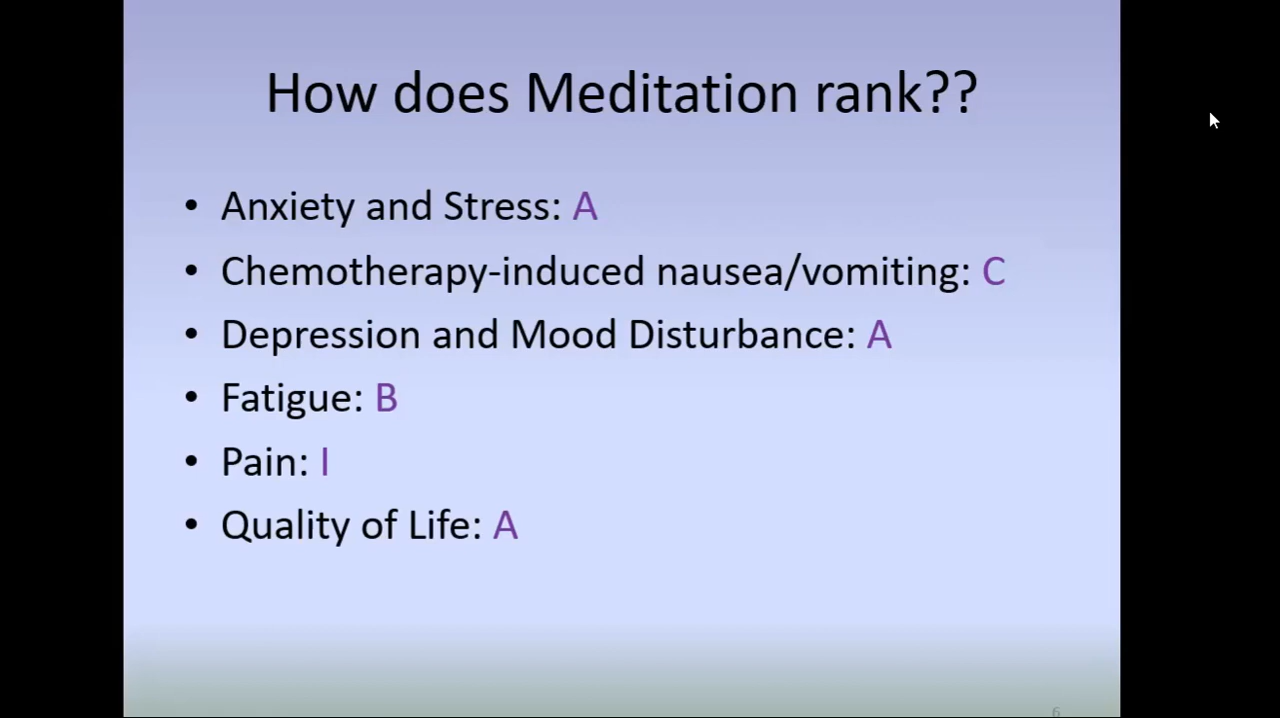 How does Meditation rank??
• Anxiety and Stress: A
• Chemotherapy-induced nausea/vomiting: C
• Depression and Mood Disturbance: A
• Fatigue: B
• Pain: I
• Quality of Life: A
6